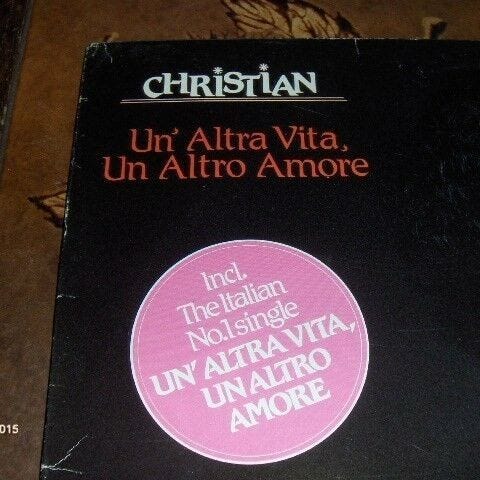 CHRiSTiAN
Un' Altra Vita,
Un Altro Amore
Incl.
The Italian
No.1 single
UN' ALTRA VITA,
UN ALTRO
AMORE
015